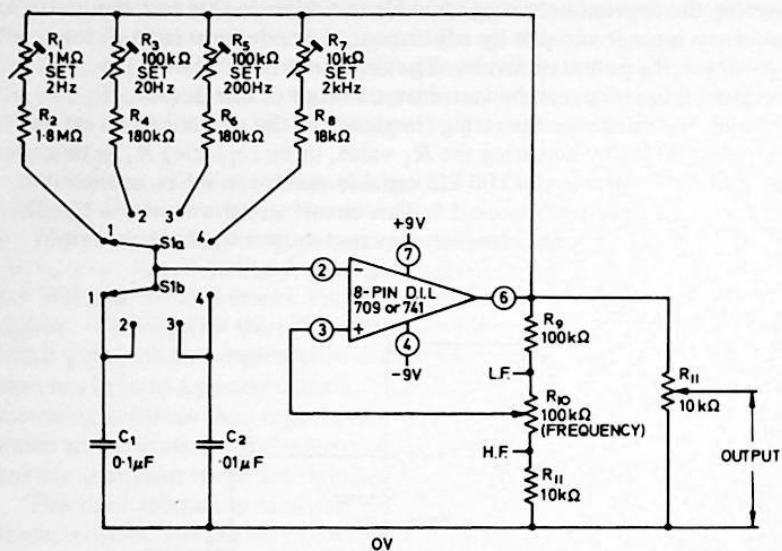 R1
1MΩ
SET
2Hz
R3
100kΩ
SET
20Hz
R5
100kΩ
SET
200Hz
R7
10kΩ
SET
2kHz
R2
1·8MΩ
R4
180kΩ
R6
180kΩ
R8
18kΩ
1
2
3
4
S1a
1
S1b
4
2
3
2
−
3
+
+9V
7
8-PIN D.I.L
709 or 741
6
4
−9V
R9
100kΩ
L.F.
R10
100kΩ
(FREQUENCY)
H.F.
R11
10kΩ
R11
10kΩ
OUTPUT
C1
0·1µF
C2
·01µF
0V